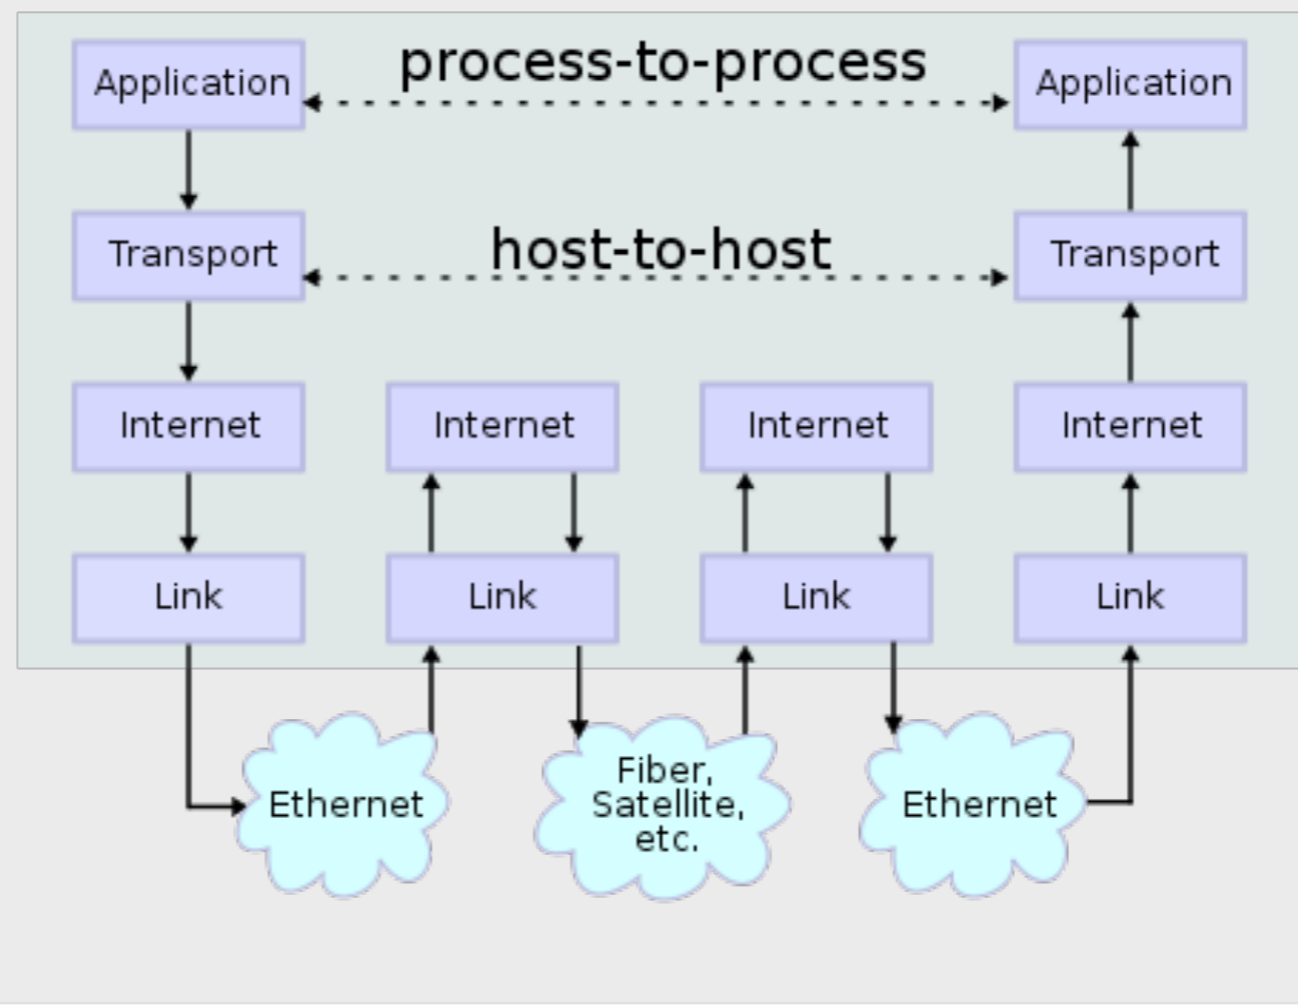 Application
process-to-process
Application
Transport
host-to-host
Transport
Internet
Internet
Internet
Internet
Link
Link
Link
Link
Ethernet
Fiber,
Satellite,
etc.
Ethernet